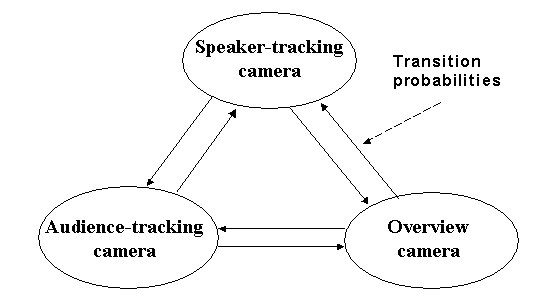 Speaker-tracking
camera
Transition
probabilities
Audience-tracking
camera
Overview
camera